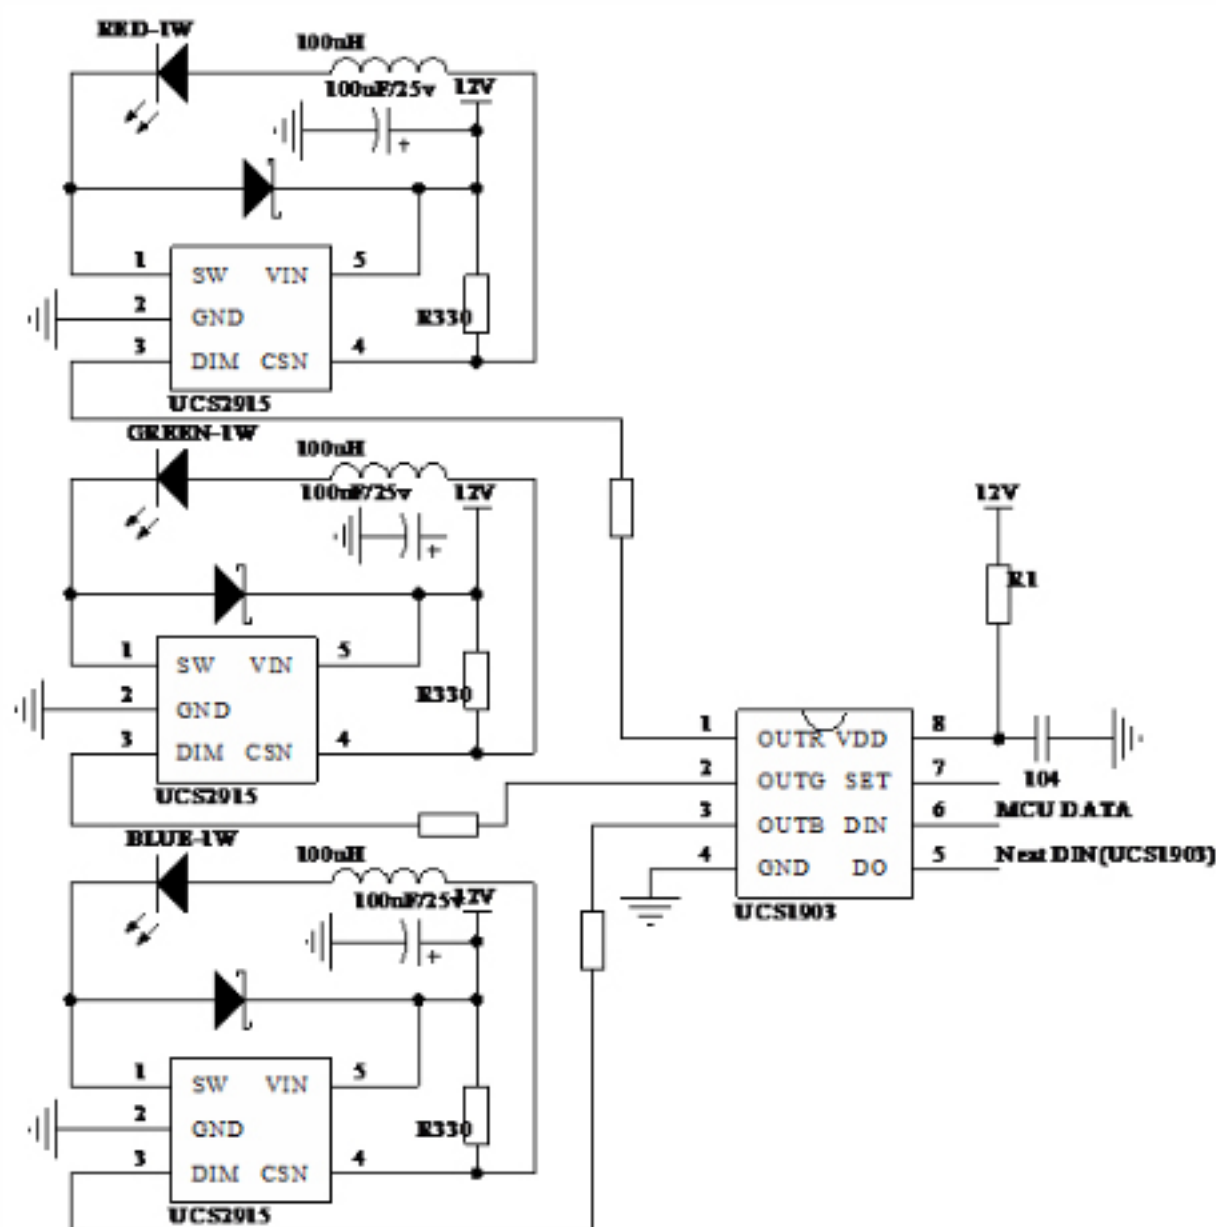 RED-1W
100uH
100uF/25v 12V
1 SW VIN 5
2 GND
R330
3 DIM CSN 4
UCS2915
GREEN-1W
100uH
100uF/25v 12V
1 SW VIN 5
2 GND
R330
3 DIM CSN 4
UCS2915
BLUE-1W
100uH
100uF/25v 12V
1 SW VIN 5
2 GND
R330
3 DIM CSN 4
UCS2915
12V
R1
1 OUTR VDD 8
104
2 OUTG SET 7
3 OUTB DIN 6 MCU DATA
4 GND DO 5 Next DIN(UCS1903)
UCS1903